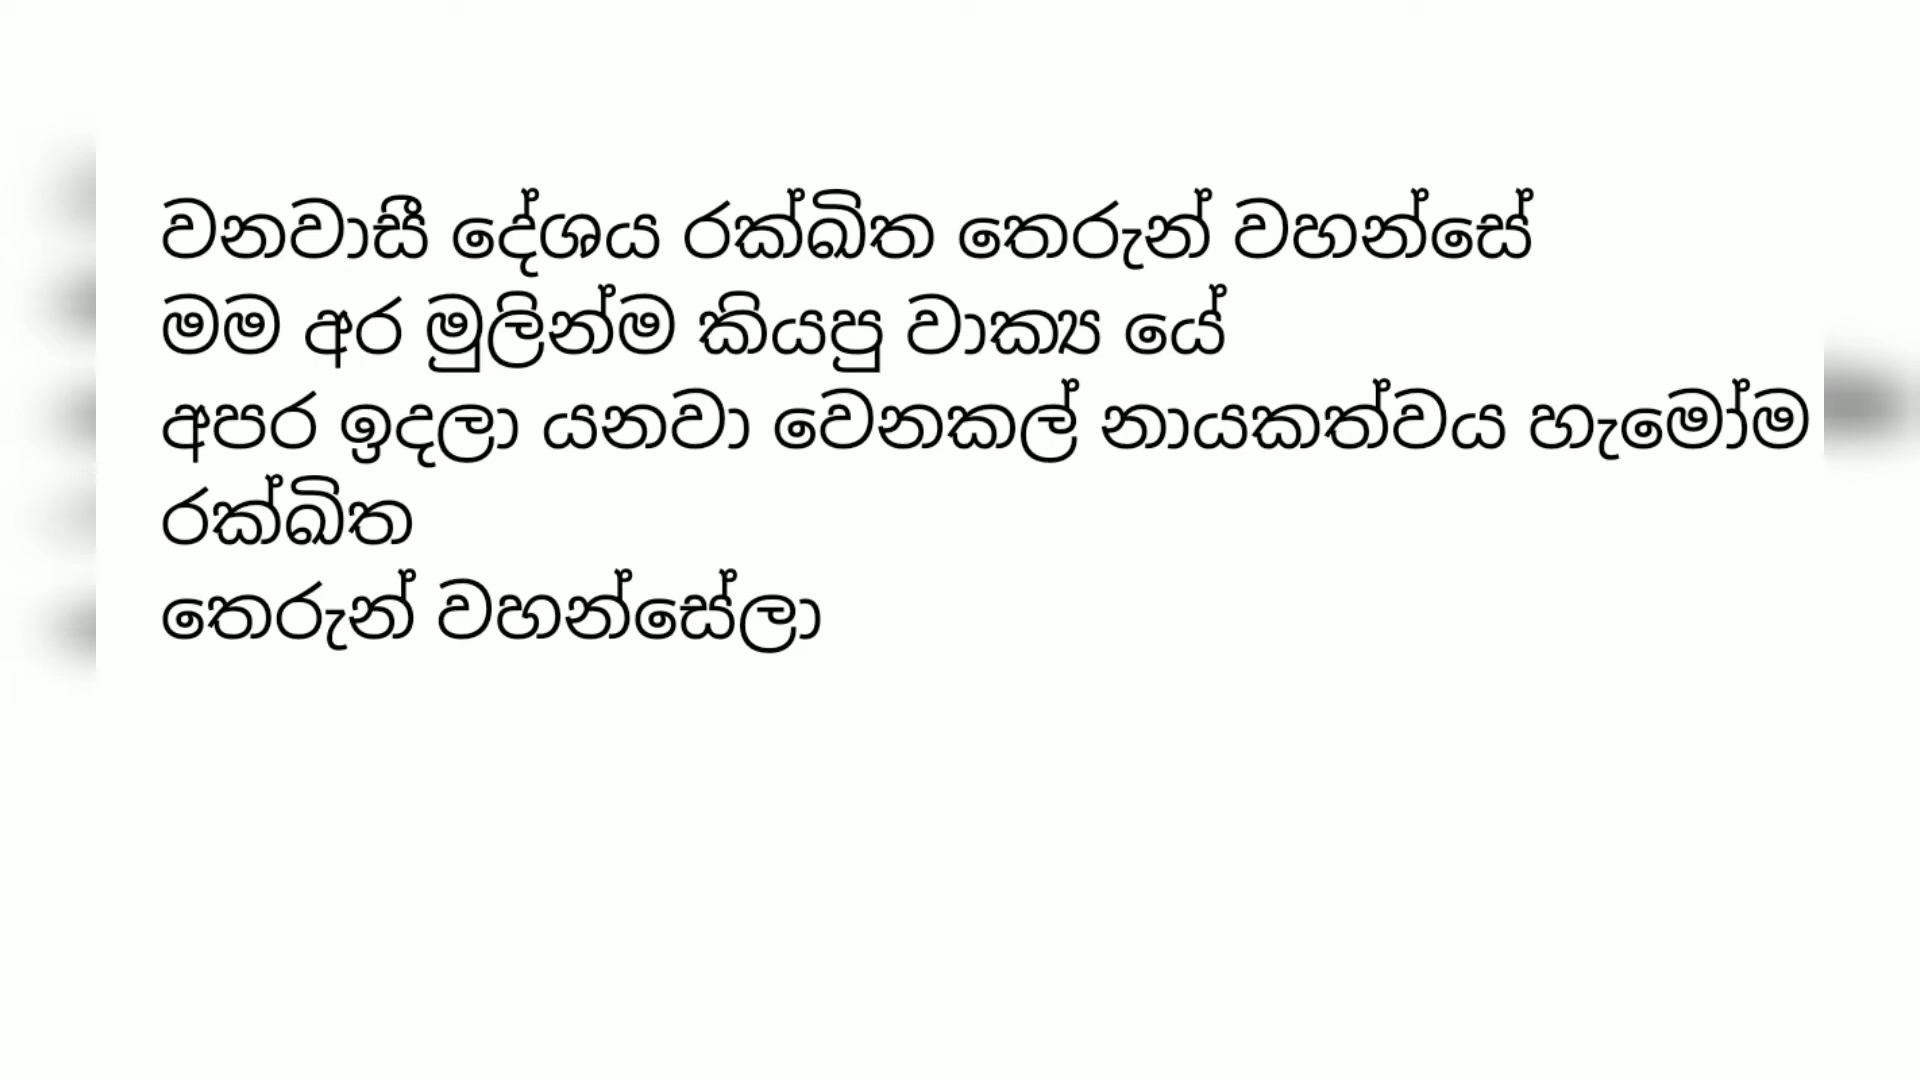 වනවාසී දේශය රක්ඛිත තෙරුන් වහන්සේ
මම අර මුලින්ම කියපු වාක්‍ය යේ
අපර ඉදලා යනවා වෙනකල් නායකත්වය හැමෝම
රක්ඛිත
තෙරුන් වහන්සේලා